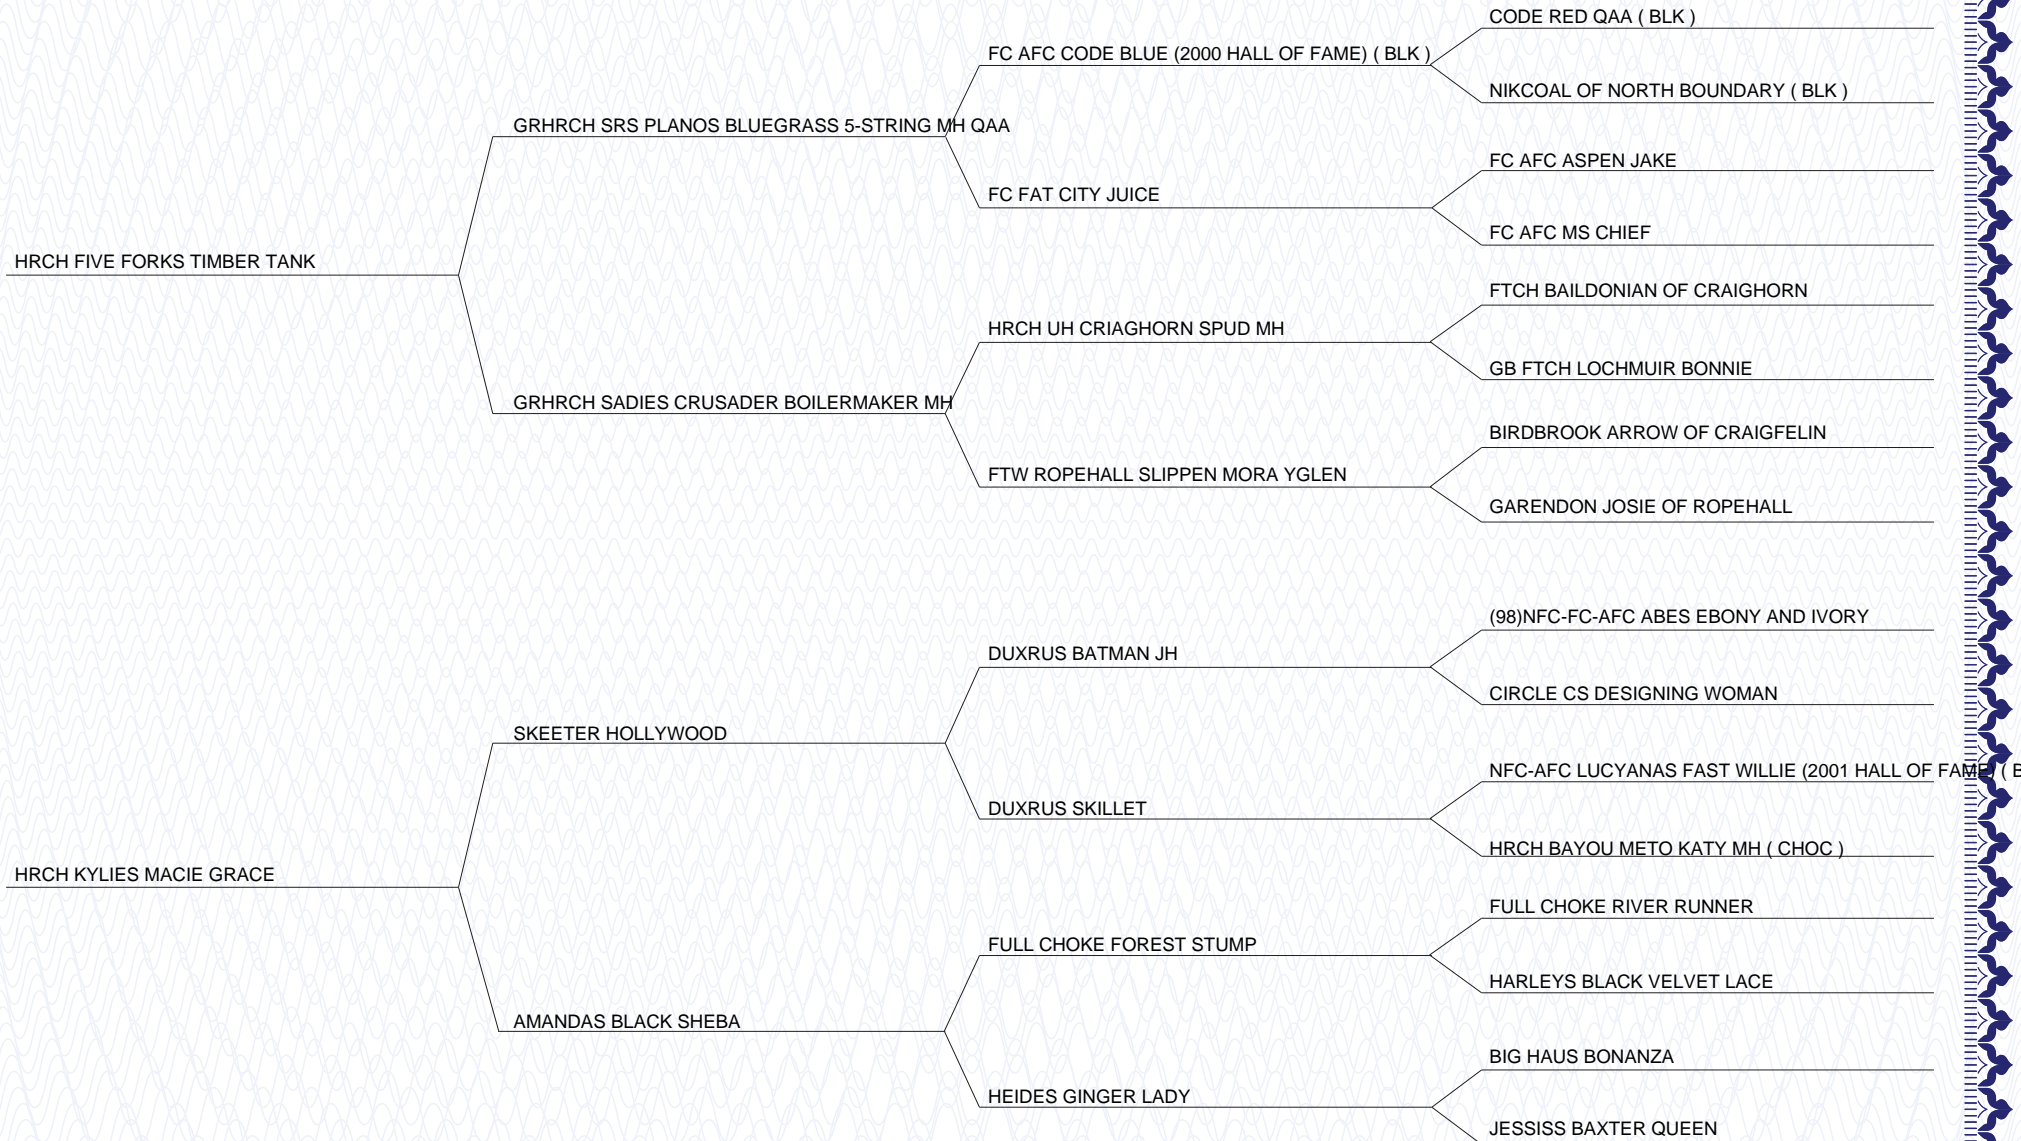 CODE RED QAA ( BLK )
FC AFC CODE BLUE (2000 HALL OF FAME) ( BLK )
NIKCOAL OF NORTH BOUNDARY ( BLK )
GRHRCH SRS PLANOS BLUEGRASS 5-STRING MH QAA
FC AFC ASPEN JAKE
FC FAT CITY JUICE
FC AFC MS CHIEF
HRCH FIVE FORKS TIMBER TANK
FTCH BAILDONIAN OF CRAIGHORN
HRCH UH CRIAGHORN SPUD MH
GB FTCH LOCHMUIR BONNIE
GRHRCH SADIES CRUSADER BOILERMAKER MH
BIRDBROOK ARROW OF CRAIGFELIN
FTW ROPEHALL SLIPPEN MORA YGLEN
GARENDON JOSIE OF ROPEHALL
(98)NFC-FC-AFC ABES EBONY AND IVORY
DUXRUS BATMAN JH
CIRCLE CS DESIGNING WOMAN
SKEETER HOLLYWOOD
NFC-AFC LUCYANAS FAST WILLIE (2001 HALL OF FAME) ( B
DUXRUS SKILLET
HRCH BAYOU METO KATY MH ( CHOC )
HRCH KYLIES MACIE GRACE
FULL CHOKE RIVER RUNNER
FULL CHOKE FOREST STUMP
HARLEYS BLACK VELVET LACE
AMANDAS BLACK SHEBA
BIG HAUS BONANZA
HEIDES GINGER LADY
JESSISS BAXTER QUEEN